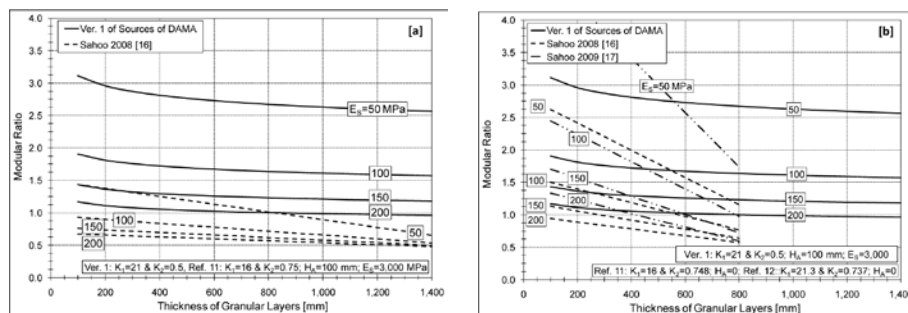 [a]
Ver. 1 of Sources of DAMA
Sahoo 2008 [16]
Modular Ratio
4.0
3.5
3.0
2.5
2.0
1.5
1.0
0.5
0.0
E_S=50 MPa
100
150
200
100
150
200
50
Ver. 1: K₁=21 & K₂=0.5, Ref. 11: K₁=16 & K₂=0.75; H_A=100 mm; E_S=3,000 MPa
0 200 400 600 800 1,000 1,200 1,400
Thickness of Granular Layers [mm]
[b]
Ver. 1 of Sources of DAMA
Sahoo 2008 [16]
Sahoo 2009 [17]
Modular Ratio
4.0
3.5
3.0
2.5
2.0
1.5
1.0
0.5
0.0
E_S=50 MPa
50
50
100
100
100
150
150
150
200
200
200
Ver. 1: K₁=21 & K₂=0.5; H_A=100 mm; E_S=3,000
Ref. 11: K₁=16 & K₂=0.748; H_A=0; Ref. 12: K₁=21.3 & K₂=0.737; H_A=0
0 200 400 600 800 1,000 1,200 1,400
Thickness of Granular Layers [mm]